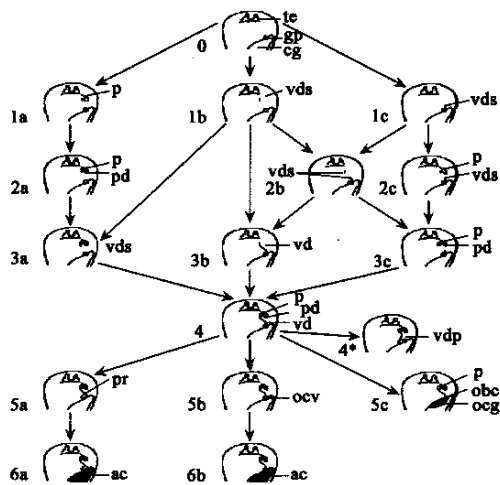 te
gp
cg
0
p
vds
vds
1a
1b
1c
p
pd
vds
p
vds
2a
2b
2c
vds
vd
p
pd
3a
3b
3c
p
pd
vd
4
vdp
4*
pr
ocv
p
obc
ocg
5a
5b
5c
ac
ac
6a
6b